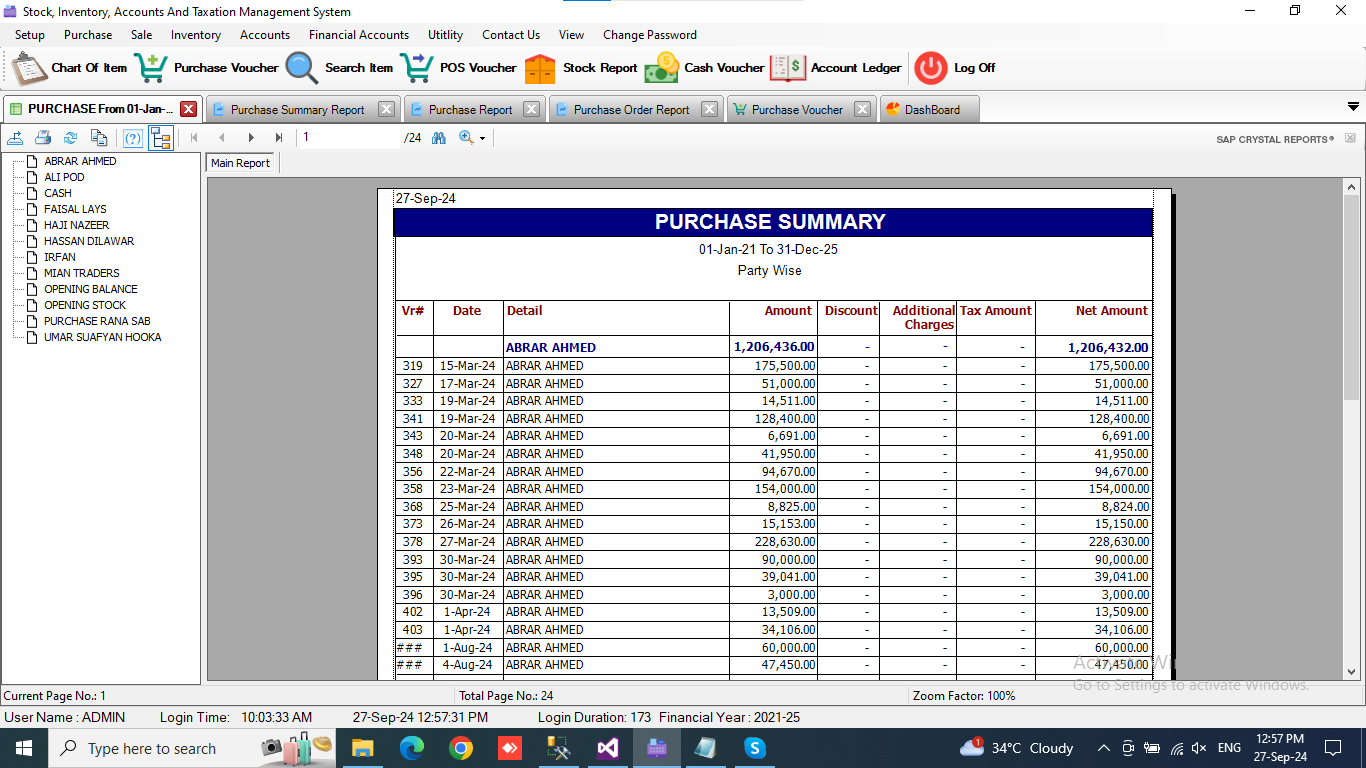 Stock, Inventory, Accounts And Taxation Management System
Setup Purchase Sale Inventory Accounts Financial Accounts Uitility Contact Us View Change Password
Chart Of Item Purchase Voucher Search Item POS Voucher Stock Report Cash Voucher Account Ledger Log Off
PURCHASE From 01-Jan-... Purchase Summary Report Purchase Report Purchase Order Report Purchase Voucher DashBoard
1 /24 SAP CRYSTAL REPORTS®
Main Report
ABRAR AHMED
ALI POD
CASH
FAISAL LAYS
HAJI NAZEER
HASSAN DILAWAR
IRFAN
MIAN TRADERS
OPENING BALANCE
OPENING STOCK
PURCHASE RANA SAB
UMAR SUAFYAN HOOKA
27-Sep-24
PURCHASE SUMMARY
01-Jan-21 To 31-Dec-25
Party Wise
Vr# Date Detail Amount Discount Additional Charges Tax Amount Net Amount
ABRAR AHMED 1,206,436.00 - - - 1,206,432.00
319 15-Mar-24 ABRAR AHMED 175,500.00 - - - 175,500.00
327 17-Mar-24 ABRAR AHMED 51,000.00 - - - 51,000.00
333 19-Mar-24 ABRAR AHMED 14,511.00 - - - 14,511.00
341 19-Mar-24 ABRAR AHMED 128,400.00 - - - 128,400.00
343 20-Mar-24 ABRAR AHMED 6,691.00 - - - 6,691.00
348 20-Mar-24 ABRAR AHMED 41,950.00 - - - 41,950.00
356 22-Mar-24 ABRAR AHMED 94,670.00 - - - 94,670.00
358 23-Mar-24 ABRAR AHMED 154,000.00 - - - 154,000.00
368 25-Mar-24 ABRAR AHMED 8,825.00 - - - 8,824.00
373 26-Mar-24 ABRAR AHMED 15,153.00 - - - 15,150.00
378 27-Mar-24 ABRAR AHMED 228,630.00 - - - 228,630.00
393 30-Mar-24 ABRAR AHMED 90,000.00 - - - 90,000.00
395 30-Mar-24 ABRAR AHMED 39,041.00 - - - 39,041.00
396 30-Mar-24 ABRAR AHMED 3,000.00 - - - 3,000.00
402 1-Apr-24 ABRAR AHMED 13,509.00 - - - 13,509.00
403 1-Apr-24 ABRAR AHMED 34,106.00 - - - 34,106.00
### 1-Aug-24 ABRAR AHMED 60,000.00 - - - 60,000.00
### 4-Aug-24 ABRAR AHMED 47,450.00 - - - 47,450.00
Go to Settings to activate Windows.
Current Page No.: 1 Total Page No.: 24 Zoom Factor: 100%
User Name : ADMIN Login Time: 10:03:33 AM 27-Sep-24 12:57:31 PM Login Duration: 173 Financial Year : 2021-25
Type here to search 1 34°C Cloudy ENG 12:57 PM
27-Sep-24